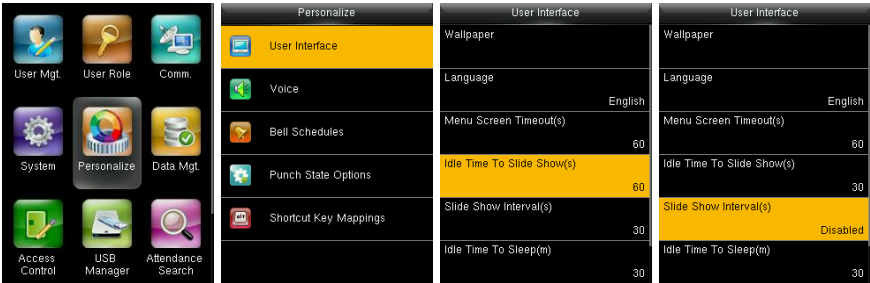 User Mgt.
User Role
Comm.
System
Personalize
Data Mgt.
Access
Control
USB
Manager
Attendance
Search
Personalize
User Interface
Voice
Bell Schedules
Punch State Options
Shortcut Key Mappings
User Interface
Wallpaper
Language
English
Menu Screen Timeout(s)
60
Idle Time To Slide Show(s)
60
Slide Show Interval(s)
30
Idle Time To Sleep(m)
30
User Interface
Wallpaper
Language
English
Menu Screen Timeout(s)
60
Idle Time To Slide Show(s)
30
Slide Show Interval(s)
Disabled
Idle Time To Sleep(m)
30